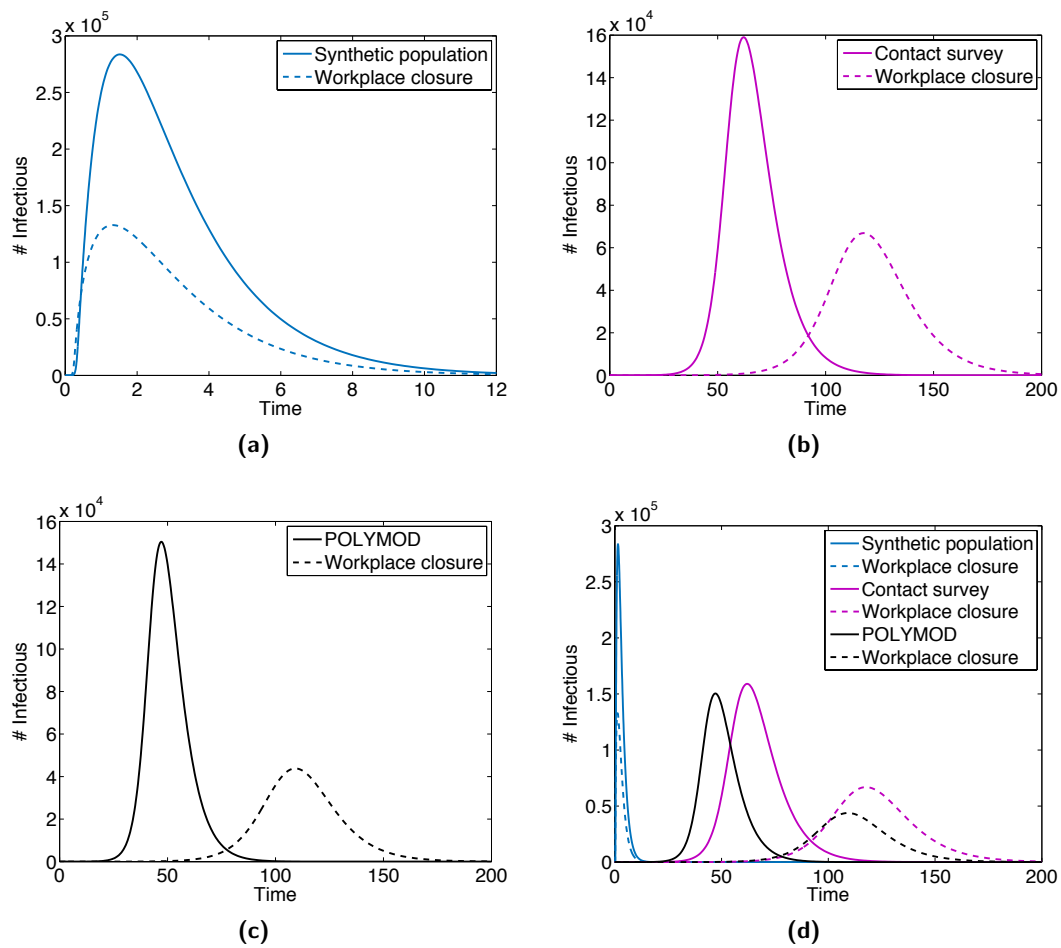 x 10^5
3
2.5
2
1.5
1
0.5
0
0 2 4 6 8 10 12
# Infectious
Time
Synthetic population
Workplace closure
(a)
x 10^4
16
14
12
10
8
6
4
2
0
0 50 100 150 200
# Infectious
Time
Contact survey
Workplace closure
(b)
x 10^4
16
14
12
10
8
6
4
2
0
0 50 100 150 200
# Infectious
Time
POLYMOD
Workplace closure
(c)
x 10^5
3
2.5
2
1.5
1
0.5
0
0 50 100 150 200
# Infectious
Time
Synthetic population
Workplace closure
Contact survey
Workplace closure
POLYMOD
Workplace closure
(d)